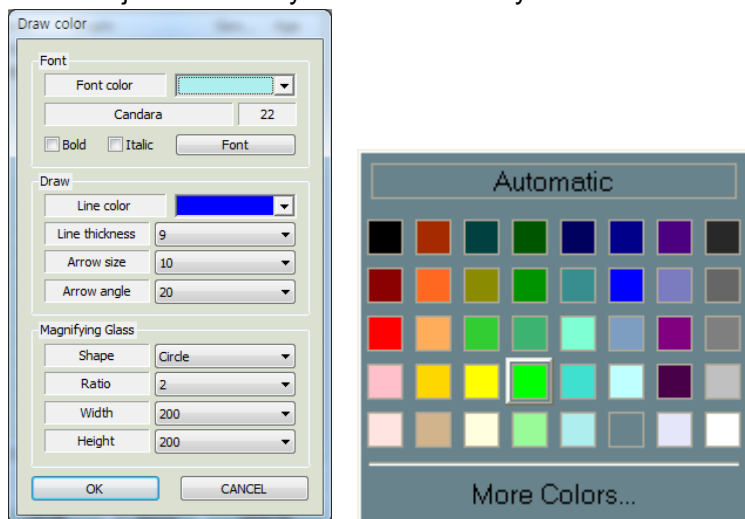 Draw color
Font
Font color
Candara 22
Bold Italic Font
Draw
Line color
Line thickness 9
Arrow size 10
Arrow angle 20
Magnifying Glass
Shape Circle
Ratio 2
Width 200
Height 200
OK CANCEL
Automatic
More Colors...